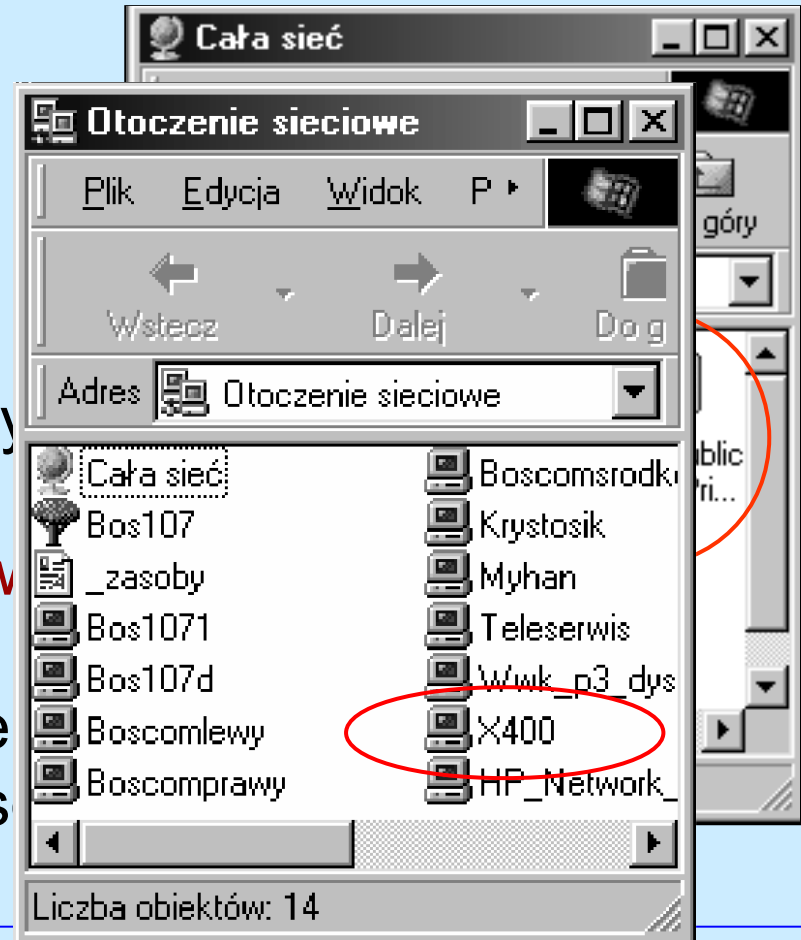 Cała sieć
Otoczenie sieciowe
Plik Edycja Widok P
góry
Wstecz Dalej Do g
Adres Otoczenie sieciowe
Cała sieć
Bos107
_zasoby
Bos1071
Bos107d
Boscomlewy
Boscomprawy
Boscomsrodk
Krystosik
Myhan
Teleserwis
Wwk_p3_dys
X400
HP_Network_
Liczba obiektów: 14